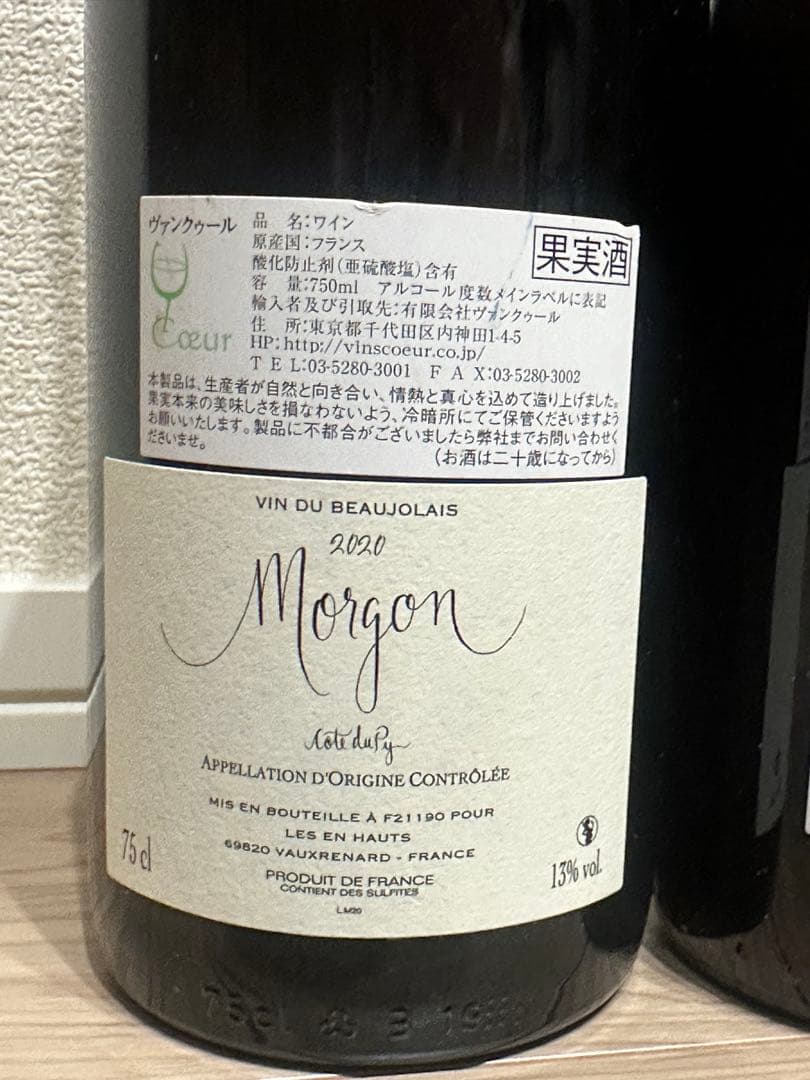 ヴァンクゥール
Cœur
果実酒
品 名:ワイン
原産国:フランス
酸化防止剤(亜硫酸塩)含有
容 量:750ml アルコール度数メインラベルに表記
輸入者及び引取先:有限会社ヴァンクゥール
住 所:東京都千代田区内神田1-4-5
HP:http://vinscoeur.co.jp/
TEL:03-5280-3001 FAX:03-5280-3002
本製品は、生産者が自然と向き合い、情熱と真心を込めて造り上げました。
果実本来の美味しさを損なわないよう、冷暗所にてご保管くださいますよう
お願いいたします。製品に不都合がございましたら弊社までお問い合わせく
ださいませ。
(お酒は二十歳になってから)
VIN DU BEAUJOLAIS
2020
Morgon
Côte du Py
APPELLATION D'ORIGINE CONTRÔLÉE
MIS EN BOUTEILLE À F21190 POUR
LES EN HAUTS
69820 VAUXRENARD - FRANCE
75 cl
13% vol.
PRODUIT DE FRANCE
CONTIENT DES SULFITES
L.M20
75cl